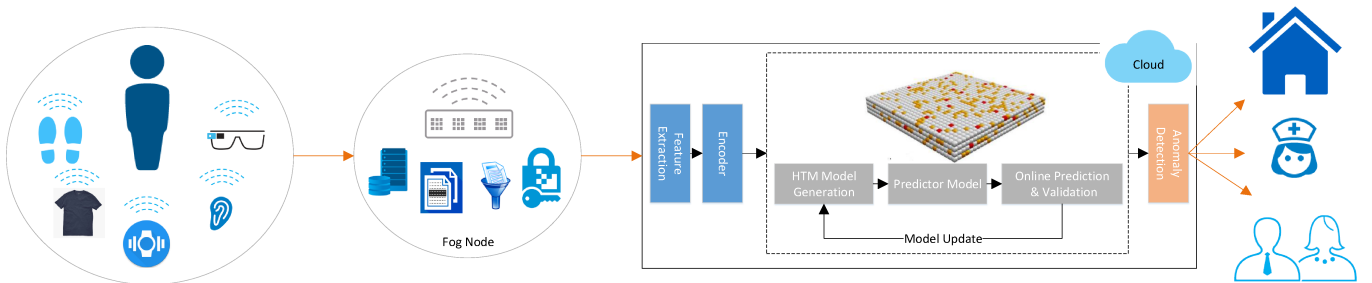 Fog Node
Feature
Extraction
Encoder
HTM Model
Generation
Predictor Model
Online Prediction
& Validation
Model Update
Cloud
Anomaly
Detection